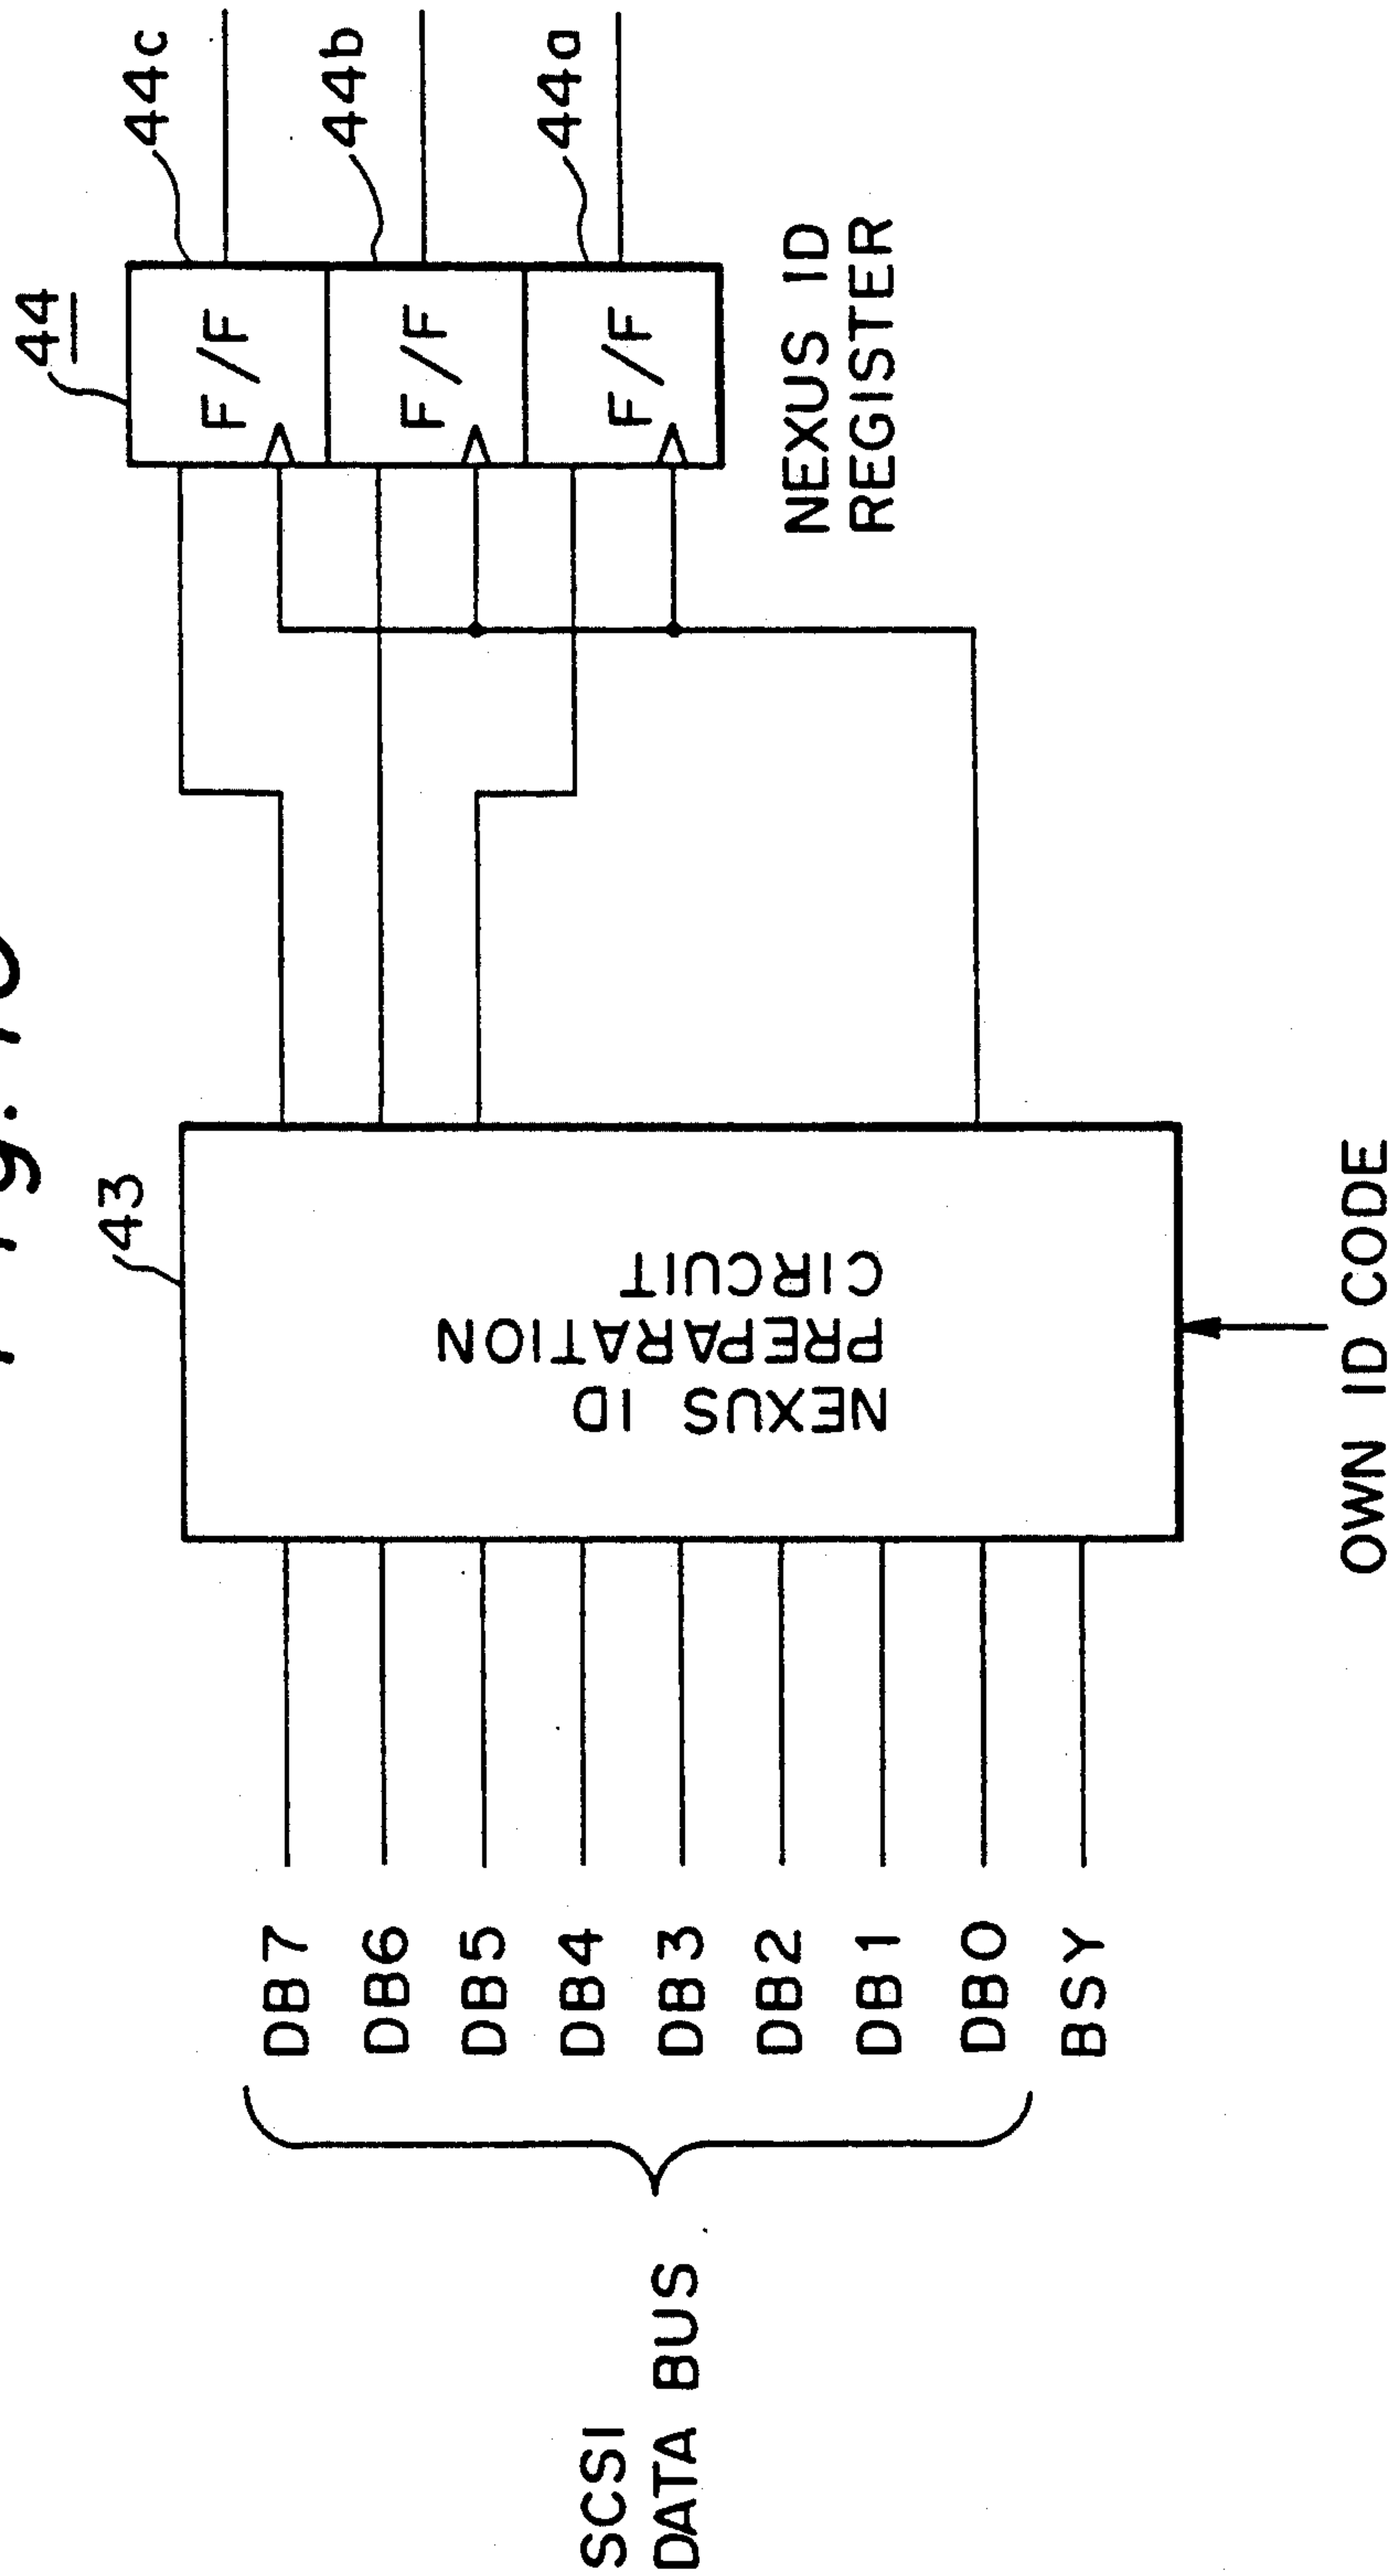 Fig.
44
44c
44b
44a
F/F
F/F
F/F
NEXUS ID
REGISTER
43
NEXUS ID
PREPARATION
CIRCUIT
OWN ID CODE
DB7
DB6
DB5
DB4
DB3
DB2
DB1
DB0
BSY
SCSI
DATA BUS